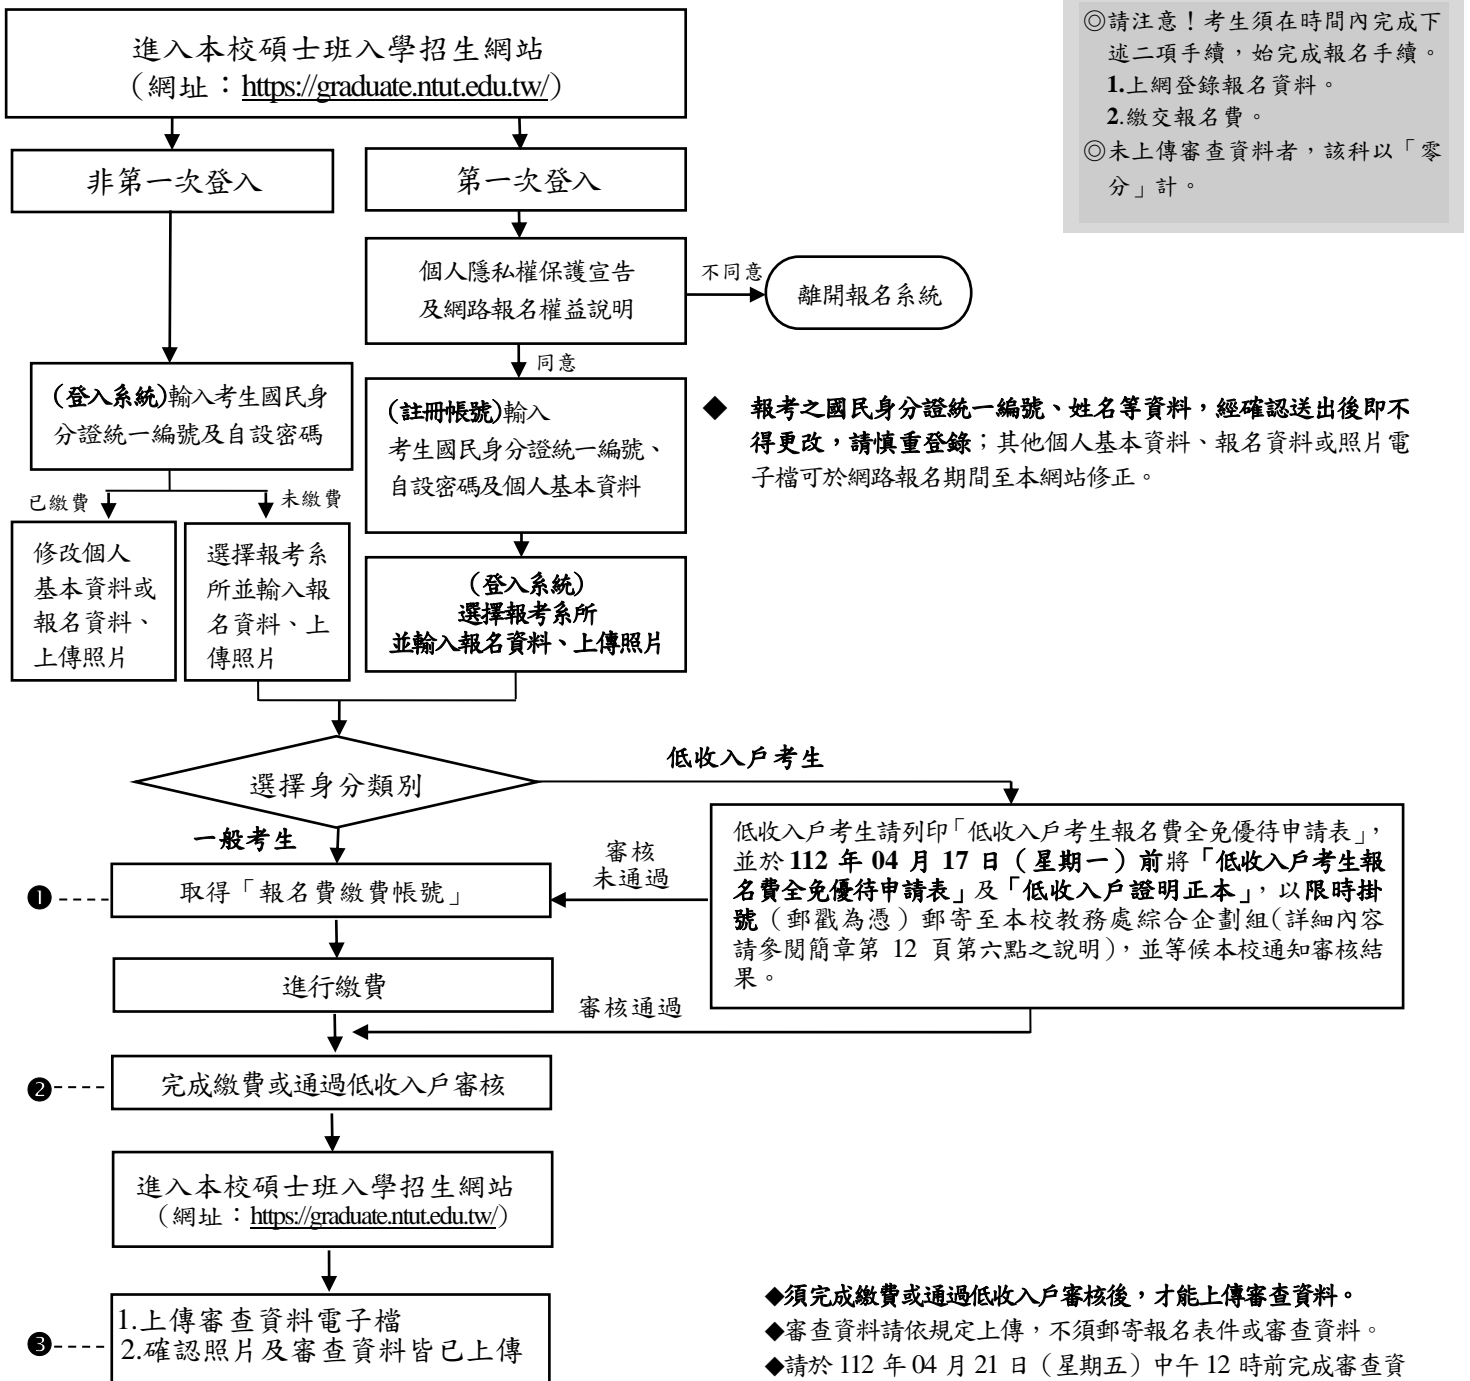 進入本校碩士班入學招生網站
（網址：https://graduate.ntut.edu.tw/）
◎請注意！考生須在時間內完成下
述二項手續，始完成報名手續。
1.上網登錄報名資料。
2.繳交報名費。
◎未上傳審查資料者，該科以「零
分」計。
非第一次登入
第一次登入
個人隱私權保護宣告
及網路報名權益說明
不同意
離開報名系統
同意
(登入系統)輸入考生國民身
分證統一編號及自設密碼
(註冊帳號)輸入
考生國民身分證統一編號、
自設密碼及個人基本資料
◆ 報考之國民身分證統一編號、姓名等資料，經確認送出後即不
得更改，請慎重登錄；其他個人基本資料、報名資料或照片電
子檔可於網路報名期間至本網站修正。
已繳費
未繳費
修改個人
基本資料或
報名資料、
上傳照片
選擇報考系
所並輸入報
名資料、上
傳照片
(登入系統)
選擇報考系所
並輸入報名資料、上傳照片
選擇身分類別
低收入戶考生
一般考生
低收入戶考生請列印「低收入戶考生報名費全免優待申請表」，
並於 112 年 04 月 17 日（星期一）前將「低收入戶考生報
名費全免優待申請表」及「低收入戶證明正本」，以限時掛
號（郵戳為憑）郵寄至本校教務處綜合企劃組(詳細內容
請參閱簡章第 12 頁第六點之說明)，並等候本校通知審核結
果。
審核
未通過
❶
取得「報名費繳費帳號」
進行繳費
審核通過
❷
完成繳費或通過低收入戶審核
進入本校碩士班入學招生網站
（網址：https://graduate.ntut.edu.tw/）
❸
1.上傳審查資料電子檔
2.確認照片及審查資料皆已上傳
◆須完成繳費或通過低收入戶審核後，才能上傳審查資料。
◆審查資料請依規定上傳，不須郵寄報名表件或審查資料。
◆請於 112 年 04 月 21 日（星期五）中午 12 時前完成審查資